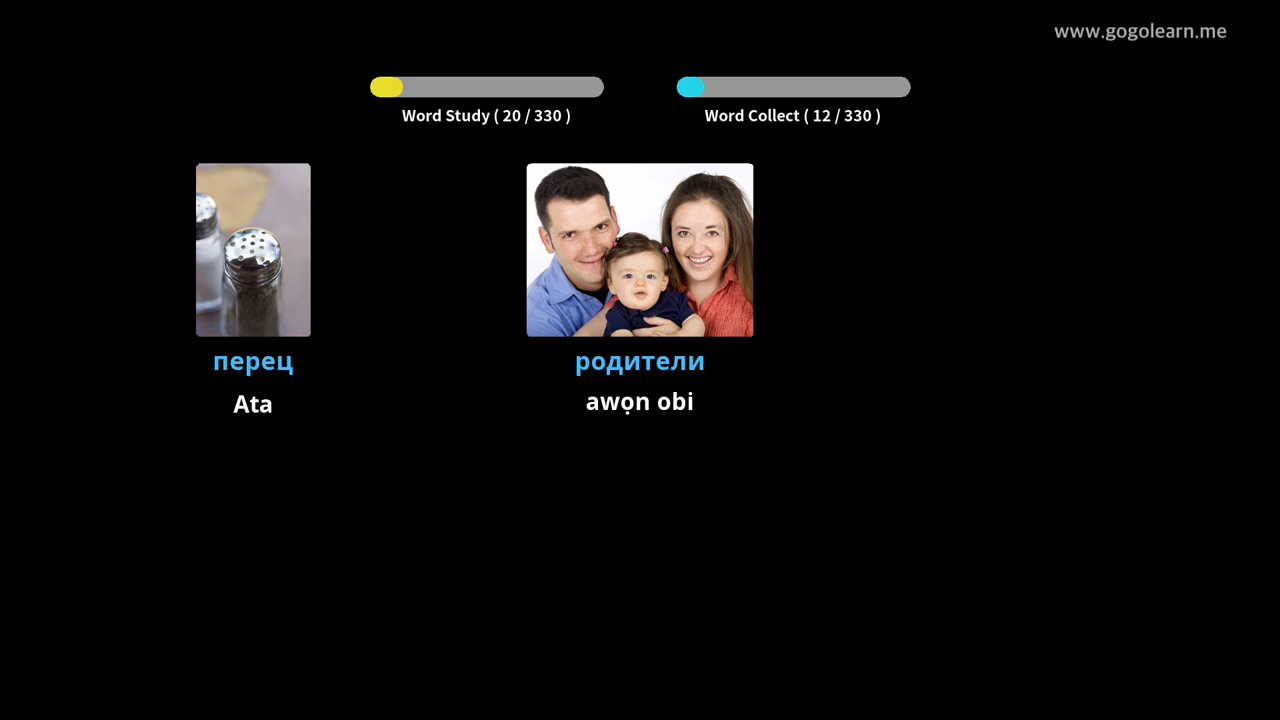 www.gogolearn.me
Word Study ( 20 / 330 )
Word Collect ( 12 / 330 )
перец
родители
Ata
awọn obi